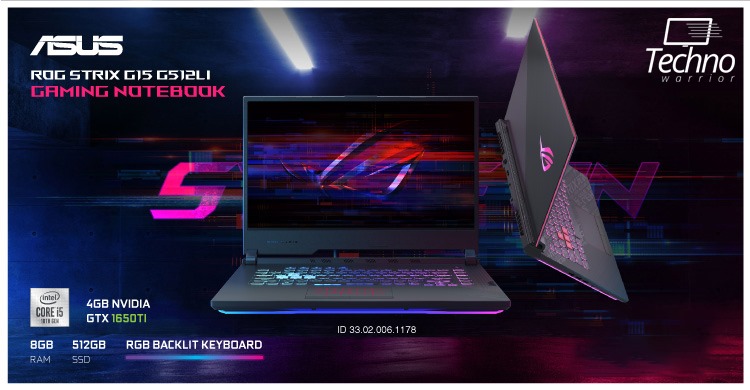 ASUS
ROG STRIX G15 G512LI
GAMING NOTEBOOK
Techno
warrior
intel
CORE i5
10TH GEN
4GB NVIDIA
GTX 1650TI
8GB
RAM
512GB
SSD
RGB BACKLIT KEYBOARD
ID 33.02.006.1178